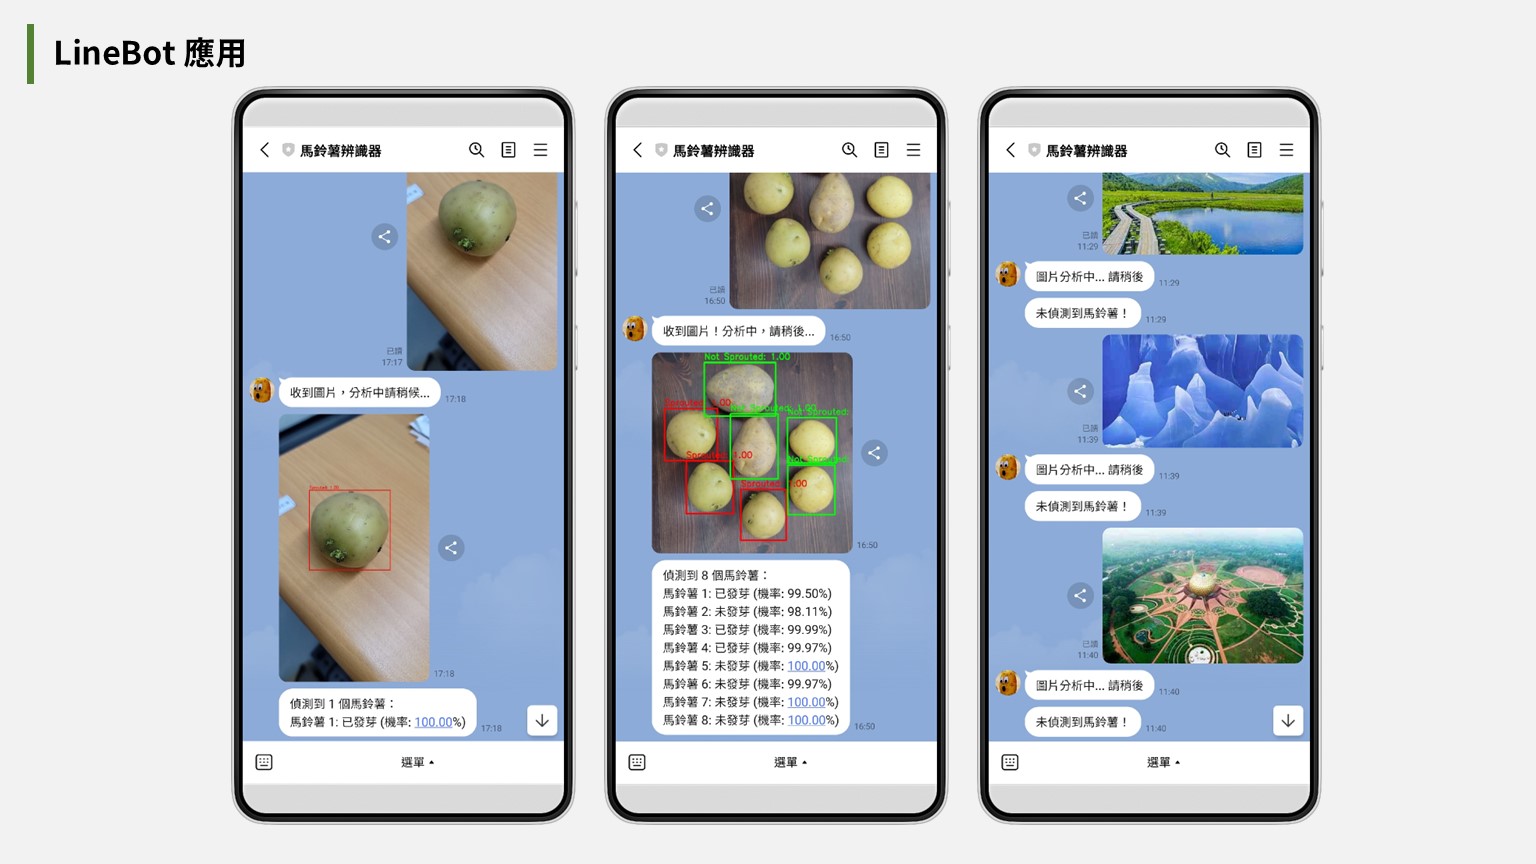 LineBot 應用
馬鈴薯辨識器
已讀
17:17
收到圖片，分析中請稍候...
17:18
Sprouted: 1.00
17:18
偵測到 1 個馬鈴薯：
馬鈴薯 1: 已發芽 (機率: 100.00%)
17:18
選單
馬鈴薯辨識器
已讀
16:50
收到圖片！分析中，請稍後...
16:50
Not Sprouted: 1.00
Not Sprouted:
Sprouted: 1.00
Sprouted: 1.00
16:50
偵測到 8 個馬鈴薯：
馬鈴薯 1: 已發芽 (機率: 99.50%)
馬鈴薯 2: 未發芽 (機率: 98.11%)
馬鈴薯 3: 已發芽 (機率: 99.99%)
馬鈴薯 4: 已發芽 (機率: 99.97%)
馬鈴薯 5: 未發芽 (機率: 100.00%)
馬鈴薯 6: 未發芽 (機率: 99.97%)
馬鈴薯 7: 未發芽 (機率: 100.00%)
馬鈴薯 8: 未發芽 (機率: 100.00%)
16:50
選單
馬鈴薯辨識器
已讀
11:29
圖片分析中... 請稍後
11:29
未偵測到馬鈴薯！
11:29
已讀
11:39
圖片分析中... 請稍後
11:39
未偵測到馬鈴薯！
11:39
已讀
11:40
圖片分析中... 請稍後
11:40
未偵測到馬鈴薯！
11:40
選單